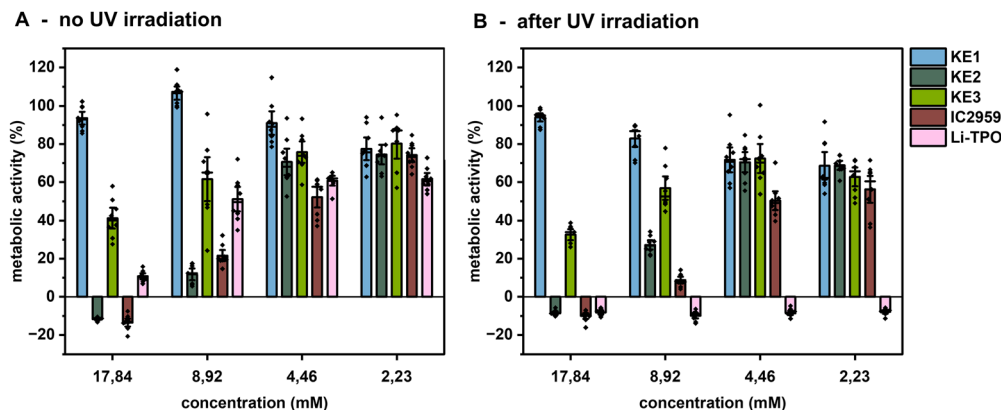 A - no UV irradiation
metabolic activity (%)
120
100
80
60
40
20
0
−20
17,84 8,92 4,46 2,23
concentration (mM)
B - after UV irradiation
metabolic activity (%)
120
100
80
60
40
20
0
−20
17,84 8,92 4,46 2,23
concentration (mM)
KE1
KE2
KE3
IC2959
Li-TPO